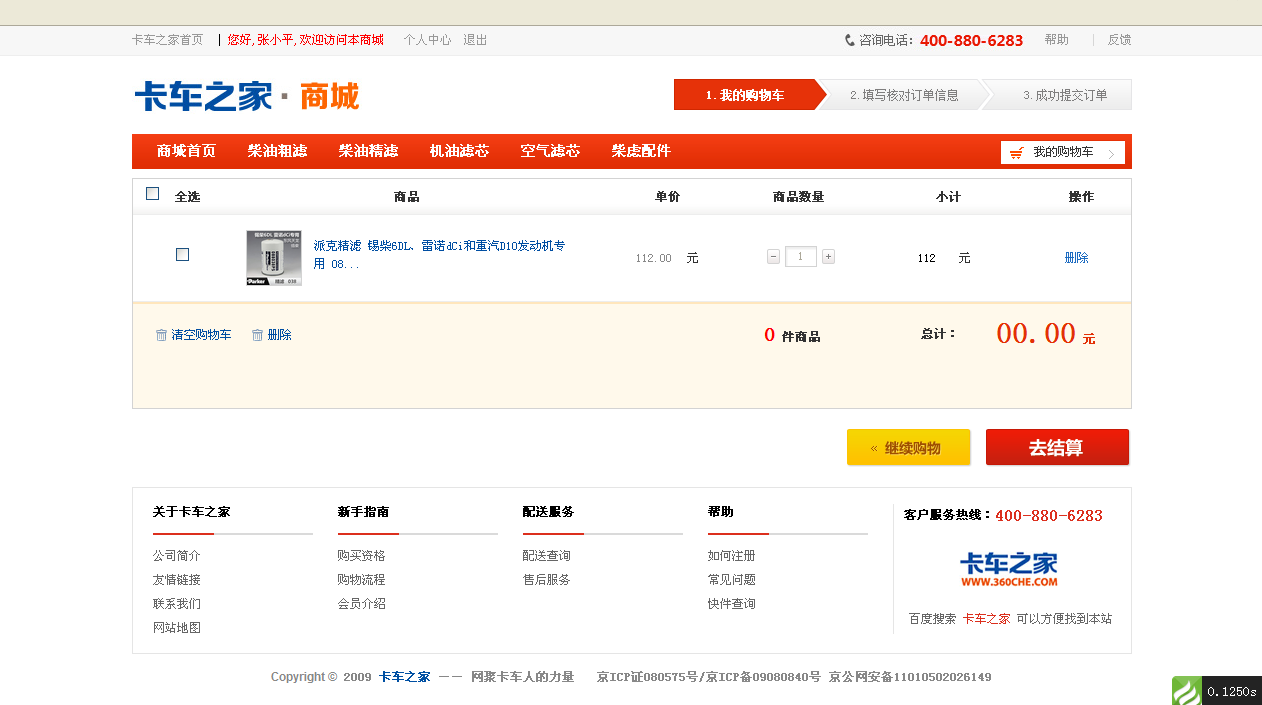 卡车之家首页 | 您好,张小平,欢迎访问本商城 个人中心 退出 咨询电话: 400-880-6283 帮助 | 反馈
卡车之家·商城 1.我的购物车 2.填写核对订单信息 3.成功提交订单
商城首页 柴油粗滤 柴油精滤 机油滤芯 空气滤芯 柴虑配件 我的购物车
全选 商品 单价 商品数量 小计 操作
派克精滤 锡柴6DL、雷诺dCi和重汽D10发动机专
用 08...
112.00 元 - 1 + 112 元 删除
Parker
清空购物车 删除 0 件商品 总计: 00.00 元
« 继续购物 去结算
关于卡车之家 新手指南 配送服务 帮助 客户服务热线:400-880-6283
公司简介 购买资格 配送查询 如何注册
友情链接 购物流程 售后服务 常见问题
联系我们 会员介绍 快件查询
网站地图
卡车之家
WWW.360CHE.COM
百度搜索 卡车之家 可以方便找到本站
Copyright © 2009 卡车之家 —— 网聚卡车人的力量 京ICP证080575号/京ICP备09080840号 京公网安备11010502026149
0.1250s